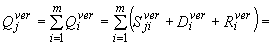 $Q_j^{ver} = \sum_{i=1}^{m} Q_i^{ver} = \sum_{i=1}^{m} \left( S_{ji}^{ver} + D_i^{ver} + R_i^{ver} \right) =$